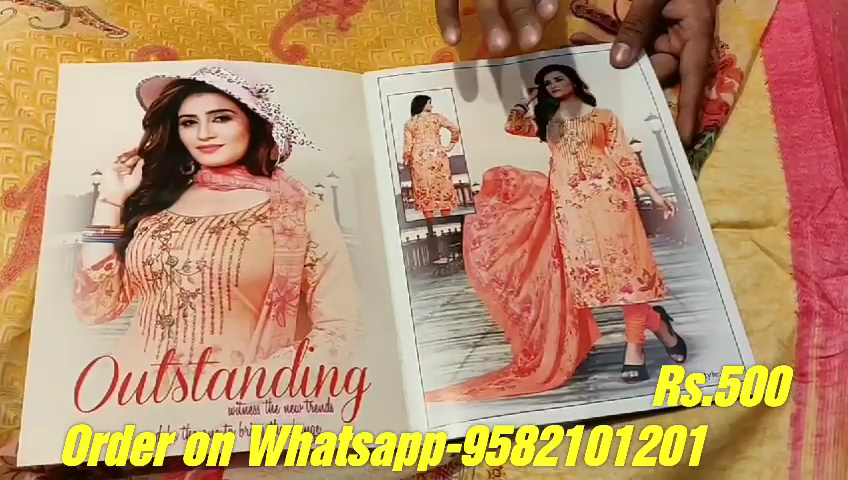 Outstanding
witness the new trends
Rs.500
Order on Whatsapp-9582101201